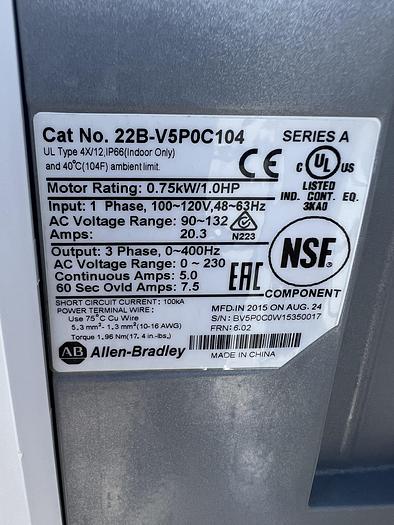 Cat No. 22B-V5P0C104 SERIES A
UL Type 4X/12,IP66(Indoor Only)
and 40°C(104F) ambient limit.
CE
C UL US
LISTED
IND. CONT. EQ.
3KA0
Motor Rating: 0.75kW/1.0HP
Input: 1 Phase, 100~120V,48~63Hz
AC Voltage Range: 90~132
Amps: 20.3
N223
Output: 3 Phase, 0~400Hz
AC Voltage Range: 0 ~ 230
Continuous Amps: 5.0
60 Sec Ovld Amps: 7.5
EAC
NSF.
COMPONENT
SHORT CIRCUIT CURRENT: 100kA
POWER TERMINAL WIRE:
Use 75°C Cu Wire
5.3 mm²- 1.3 mm²(10-16 AWG)
Torque 1.96 Nm(17.4 in.-lbs.)
MFD.IN 2015 ON AUG. 24
S/N: BV5P0C0W15350017
FRN: 6.02
AB Allen-Bradley
MADE IN CHINA